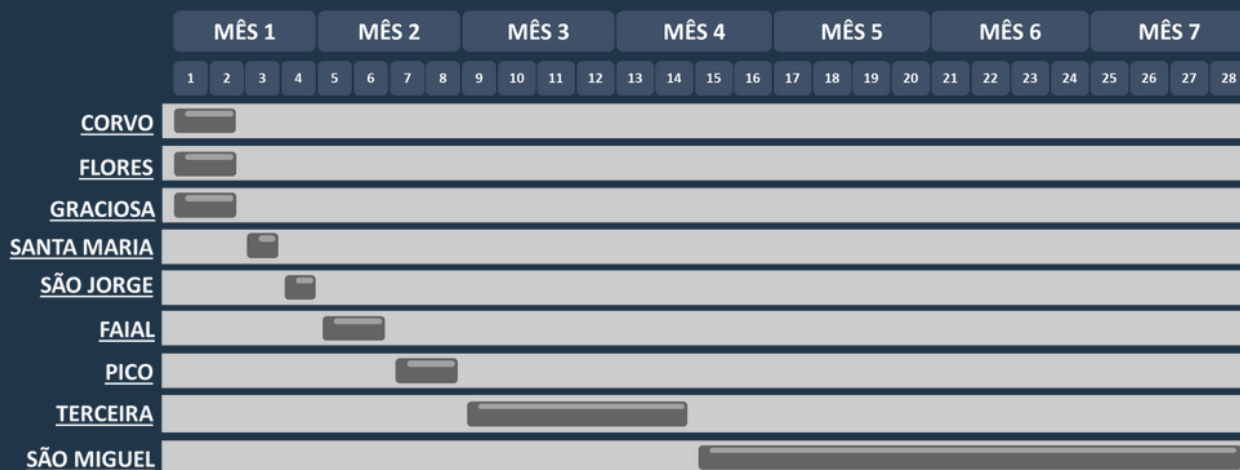 MÊS 1 MÊS 2 MÊS 3 MÊS 4 MÊS 5 MÊS 6 MÊS 7
1 2 3 4 5 6 7 8 9 10 11 12 13 14 15 16 17 18 19 20 21 22 23 24 25 26 27 28
CORVO
FLORES
GRACIOSA
SANTA MARIA
SÃO JORGE
FAIAL
PICO
TERCEIRA
SÃO MIGUEL